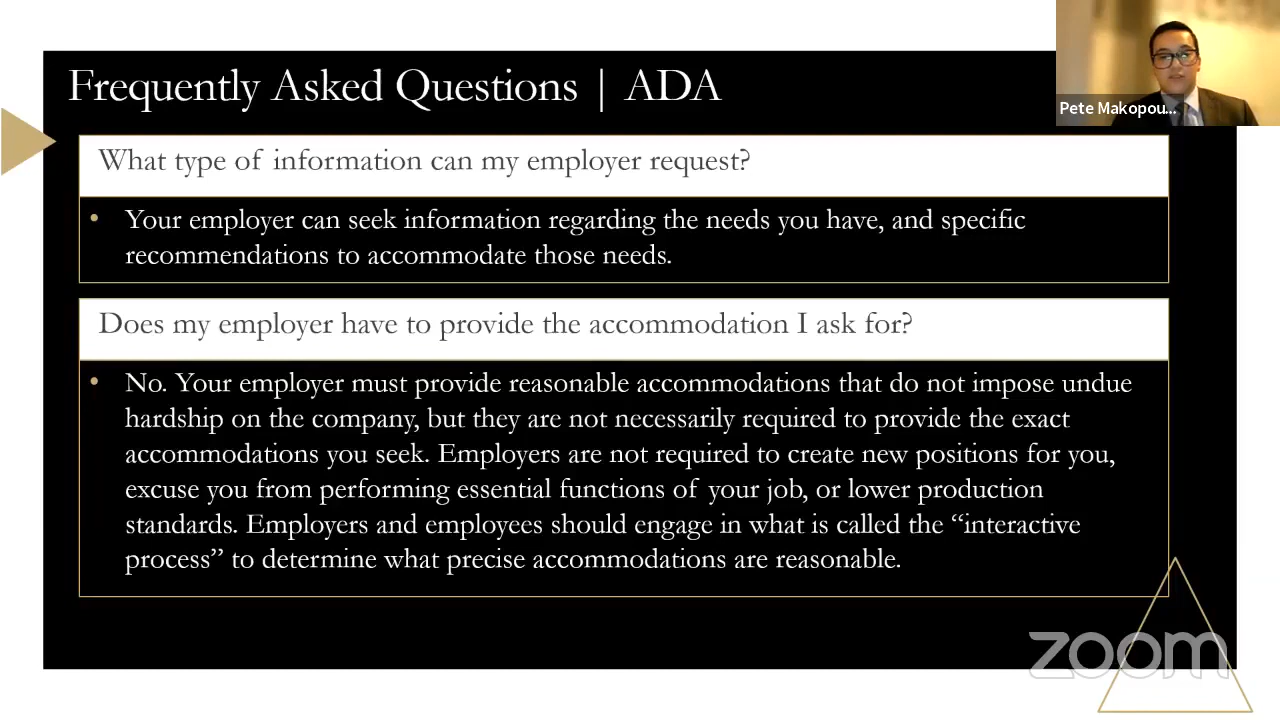 Frequently Asked Questions | ADA
Pete Makopou...
What type of information can my employer request?
• Your employer can seek information regarding the needs you have, and specific
recommendations to accommodate those needs.
Does my employer have to provide the accommodation I ask for?
• No. Your employer must provide reasonable accommodations that do not impose undue
hardship on the company, but they are not necessarily required to provide the exact
accommodations you seek. Employers are not required to create new positions for you,
excuse you from performing essential functions of your job, or lower production
standards. Employers and employees should engage in what is called the “interactive
process” to determine what precise accommodations are reasonable.
zoom